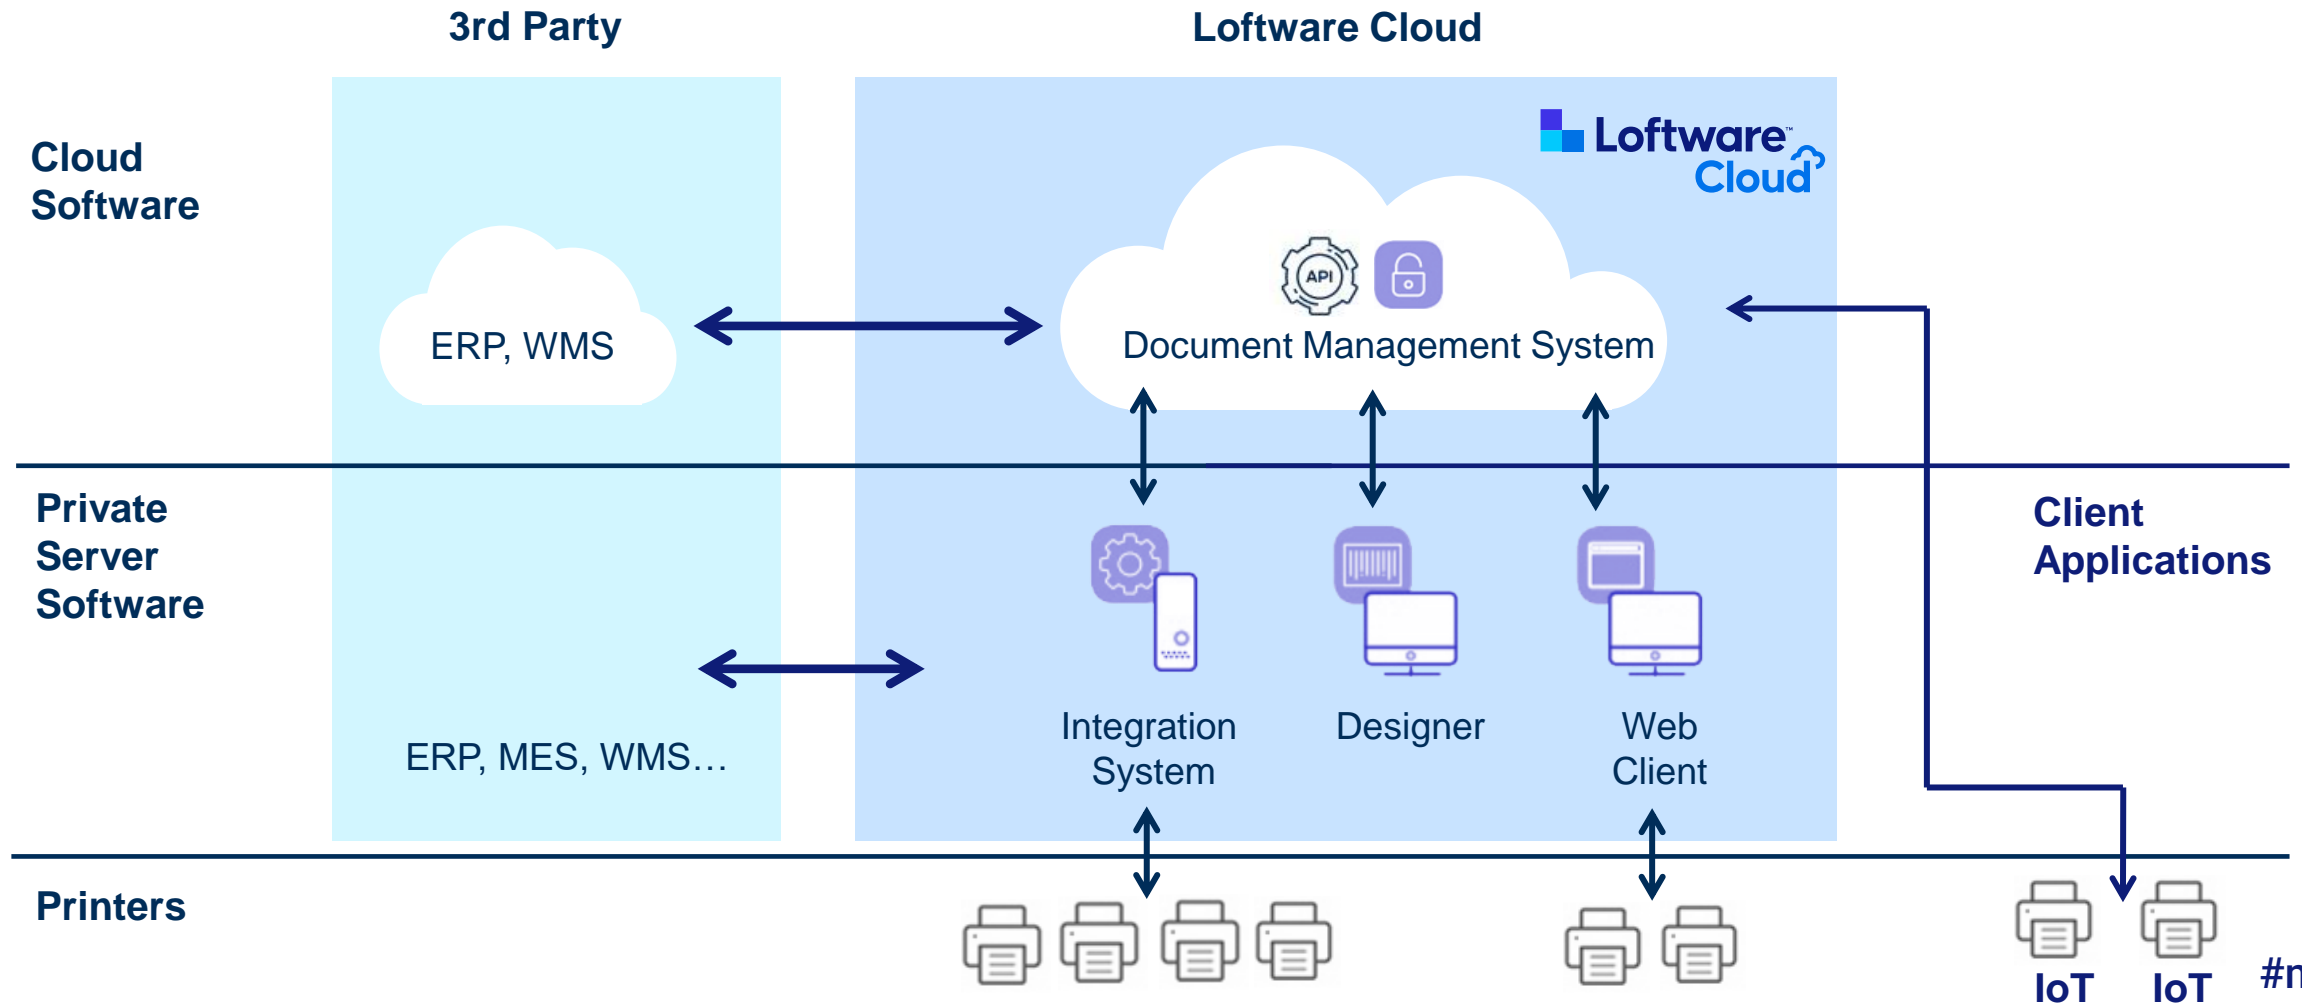 3rd Party
Loftware Cloud
Loftware™
Cloud
Cloud
Software
API
ERP, WMS
Document Management System
Private
Server
Software
Client
Applications
Integration
System
Designer
Web
Client
ERP, MES, WMS…
Printers
IoT
IoT